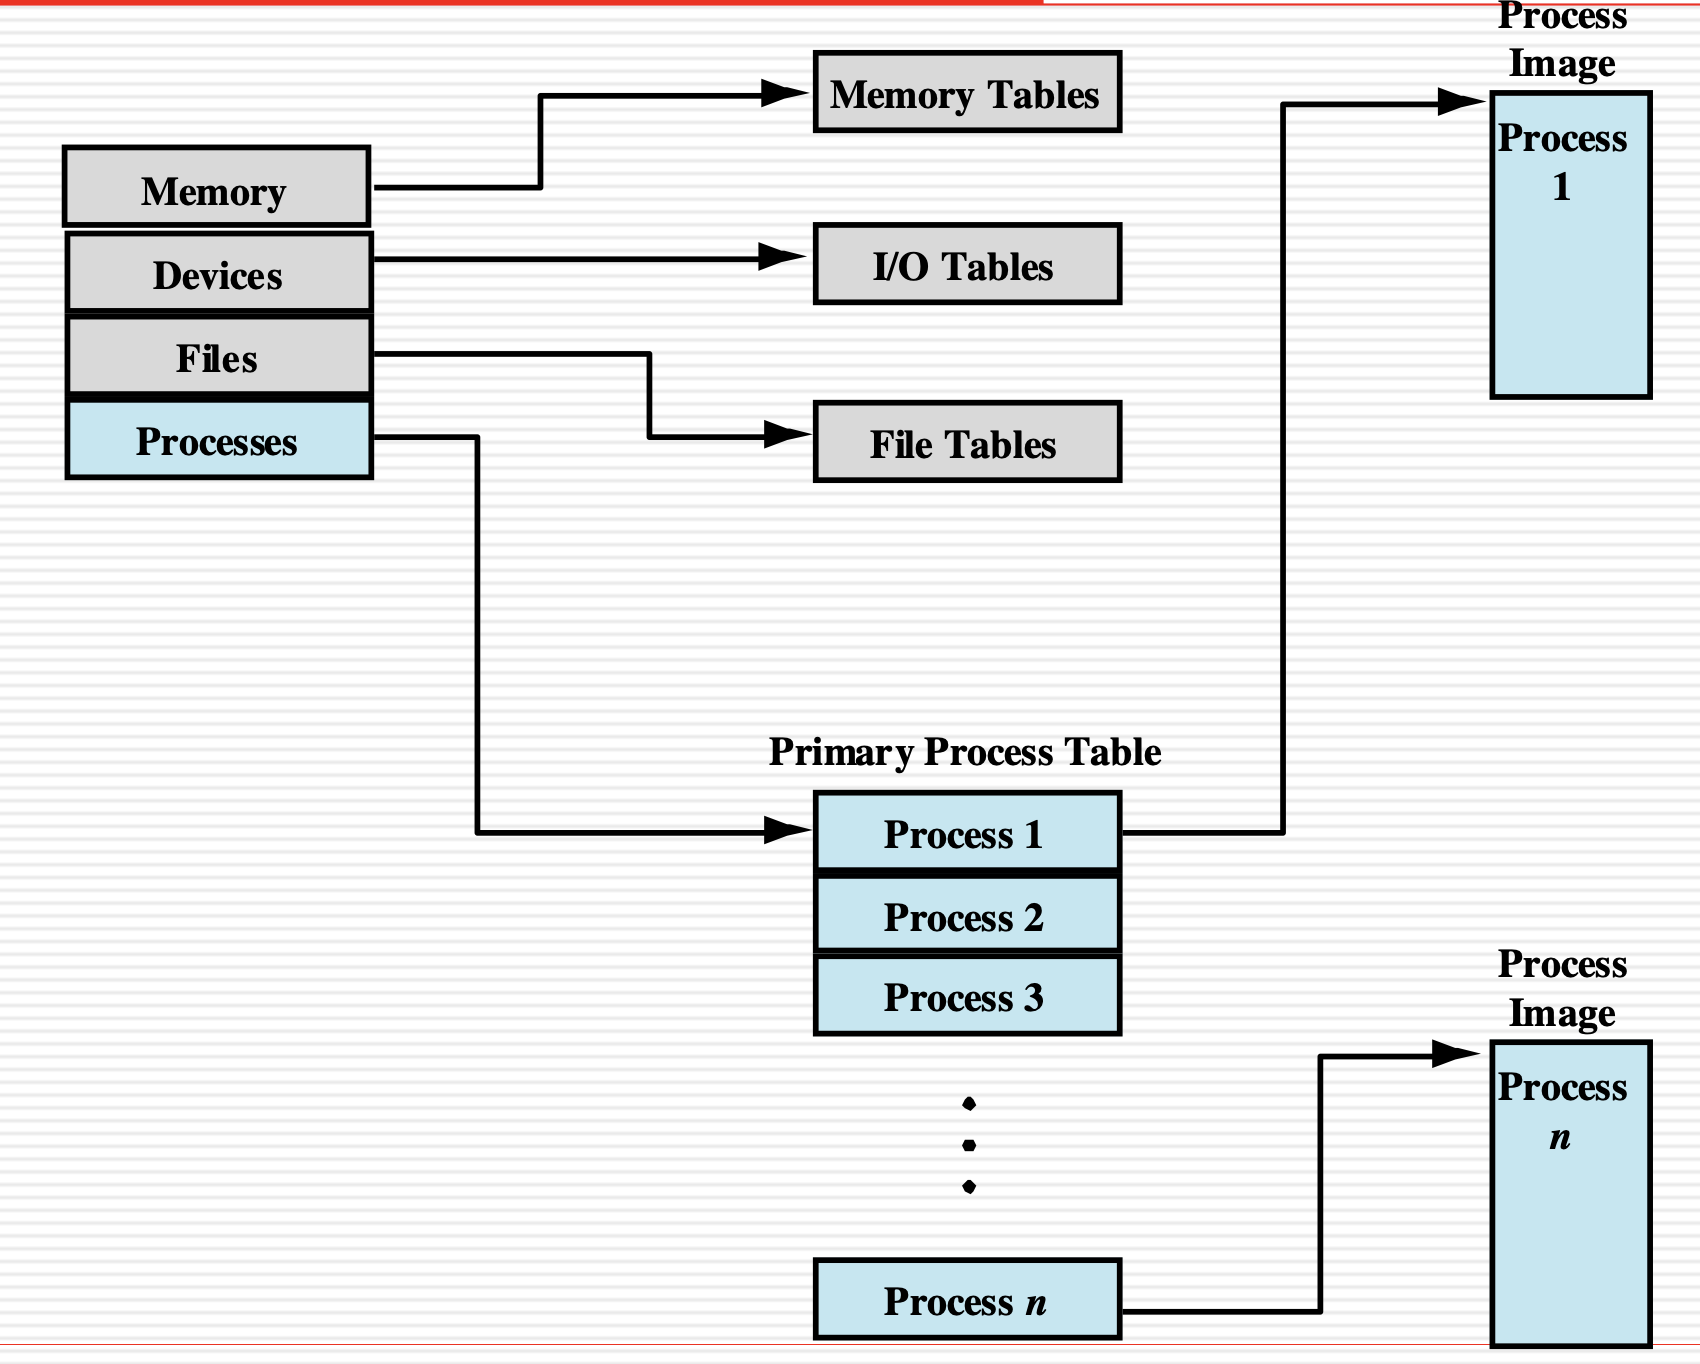 Process
Image
Memory Tables
Process
1
Memory
Devices
I/O Tables
Files
Processes
File Tables
Primary Process Table
Process 1
Process 2
Process 3
Process
Image
Process
n
Process n